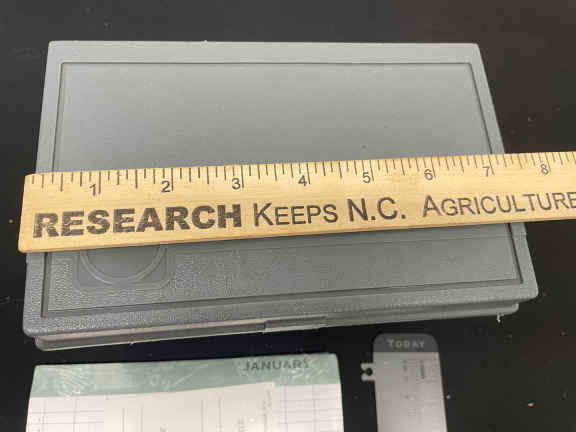 1 2 3 4 5 6 7 8
RESEARCH KEEPS N.C. AGRICULTURE
TODAY
JANUARY